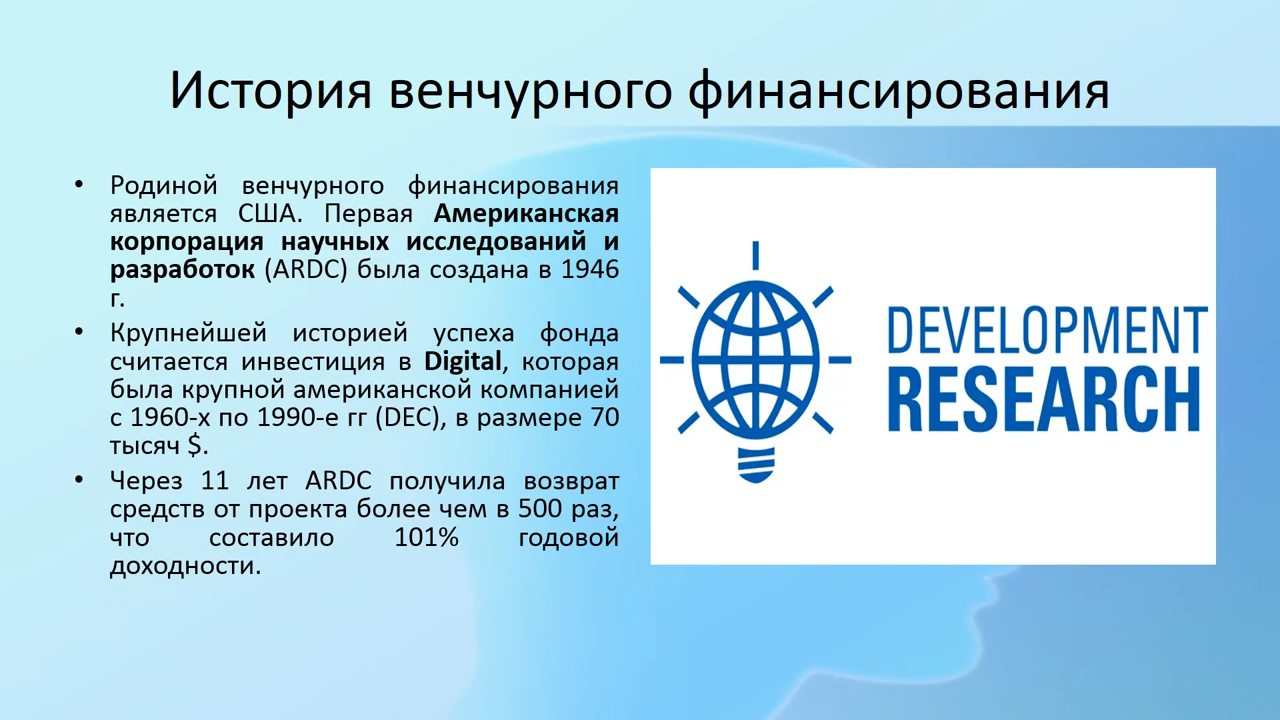 История венчурного финансирования
• Родиной венчурного финансирования
является США. Первая Американская
корпорация научных исследований и
разработок (ARDC) была создана в 1946
г.
• Крупнейшей историей успеха фонда
считается инвестиция в Digital, которая
была крупной американской компанией
с 1960-х по 1990-е гг (DEC), в размере 70
тысяч $.
• Через 11 лет ARDC получила возврат
средств от проекта более чем в 500 раз,
что составило 101% годовой
доходности.
DEVELOPMENT
RESEARCH